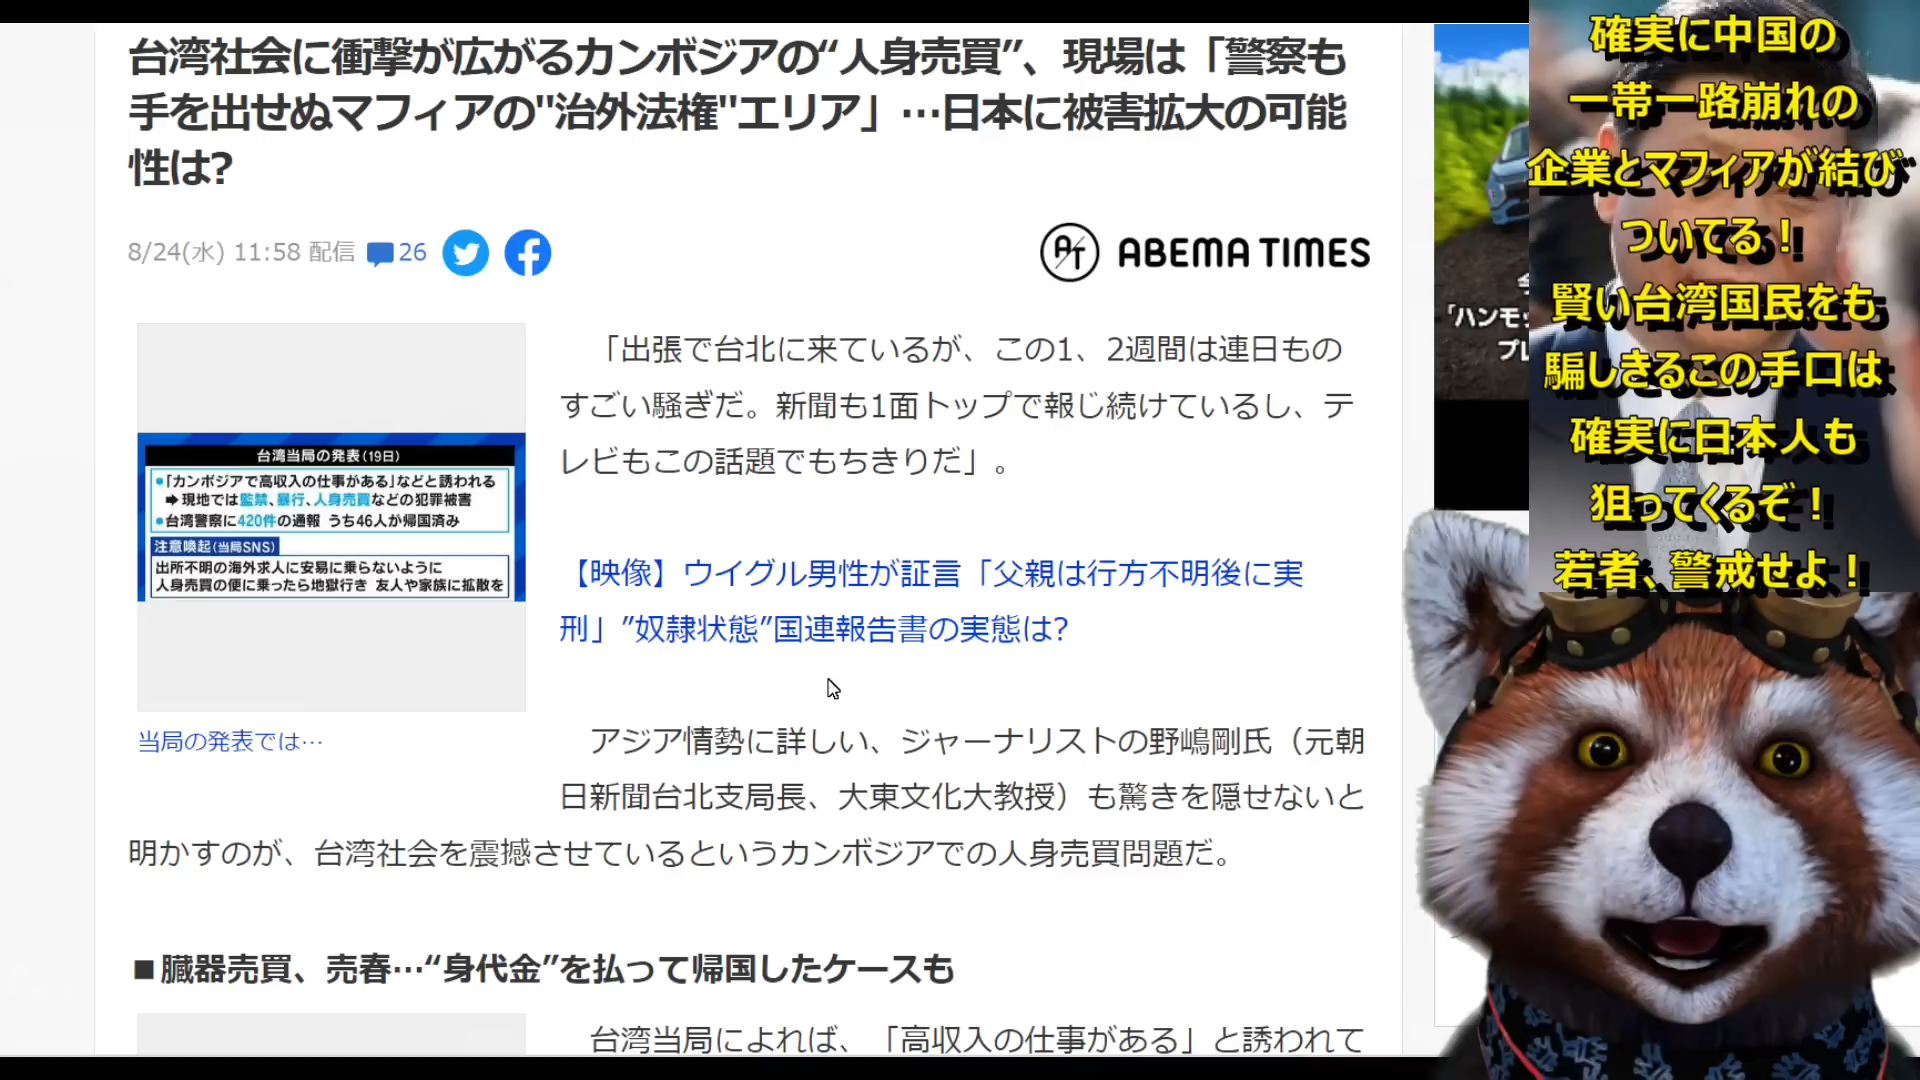 台湾社会に衝撃が広がるカンボジアの“人身売買”、現場は「警察も
手を出せぬマフィアの"治外法権"エリア」…日本に被害拡大の可能
性は?
8/24(水) 11:58 配信 26
ABEMA TIMES
「出張で台北に来ているが、この1、2週間は連日もの
すごい騒ぎだ。新聞も1面トップで報じ続けているし、テ
レビもこの話題でもちきりだ」。
台湾当局の発表(19日)
●「カンボジアで高収入の仕事がある」などと誘われる
➡現地では監禁、暴行、人身売買などの犯罪被害
●台湾警察に420件の通報 うち46人が帰国済み
注意喚起(当局SNS)
出所不明の海外求人に安易に乗らないように
人身売買の便に乗ったら地獄行き 友人や家族に拡散を
当局の発表では…
【映像】ウイグル男性が証言「父親は行方不明後に実
刑」”奴隷状態”国連報告書の実態は?
アジア情勢に詳しい、ジャーナリストの野嶋剛氏（元朝
日新聞台北支局長、大東文化大教授）も驚きを隠せないと
明かすのが、台湾社会を震撼させているというカンボジアでの人身売買問題だ。
■臓器売買、売春…“身代金”を払って帰国したケースも
台湾当局によれば、「高収入の仕事がある」と誘われて
「ハンモッ
プレ
確実に中国の
一帯一路崩れの
企業とマフィアが結び
ついてる！
賢い台湾国民をも
騙しきるこの手口は
確実に日本人も
狙ってくるぞ！
若者、警戒せよ！